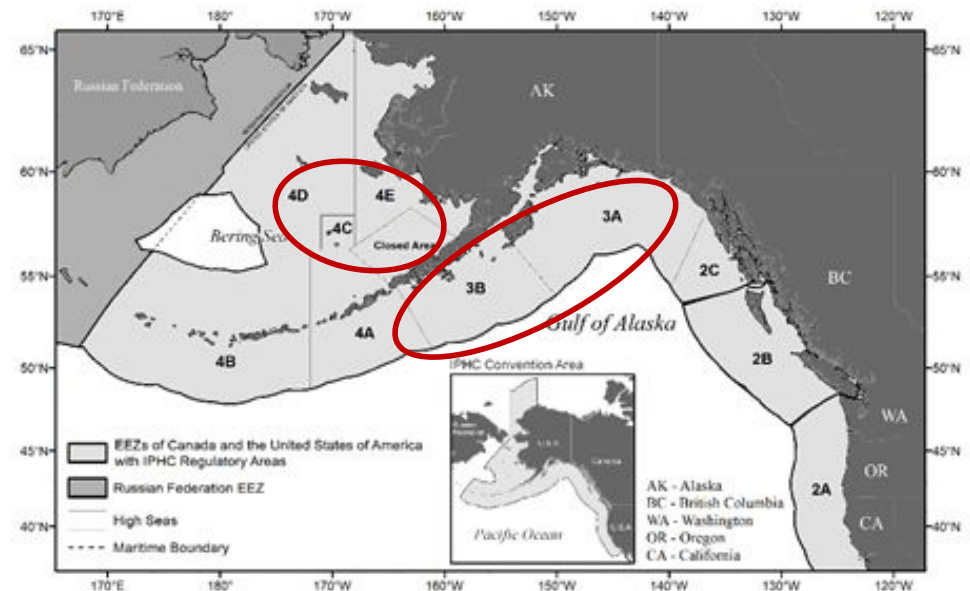 170°E 180° 170°W 160°W 150°W 140°W 130°W 120°W
65°N 65°N
Russian Federation
AK
60°N 60°N
4D 4E
3A
4C
Bering Sea
Closed Area
55°N 55°N
2C
BC
3B
Gulf of Alaska
4A
4B
2B
50°N 50°N
IPHC Convention Area
WA
EEZs of Canada and the United States of America
with IPHC Regulatory Areas
U.S.A.
Canada
45°N 45°N
OR
Russian Federation EEZ
2A
AK - Alaska
BC - British Columbia
High Seas
WA - Washington
U.S.A.
CA
40°N 40°N
Pacific Ocean
OR - Oregon
Maritime Boundary
CA - California
170°E 180° 170°W 160°W 150°W 140°W 130°W 120°W